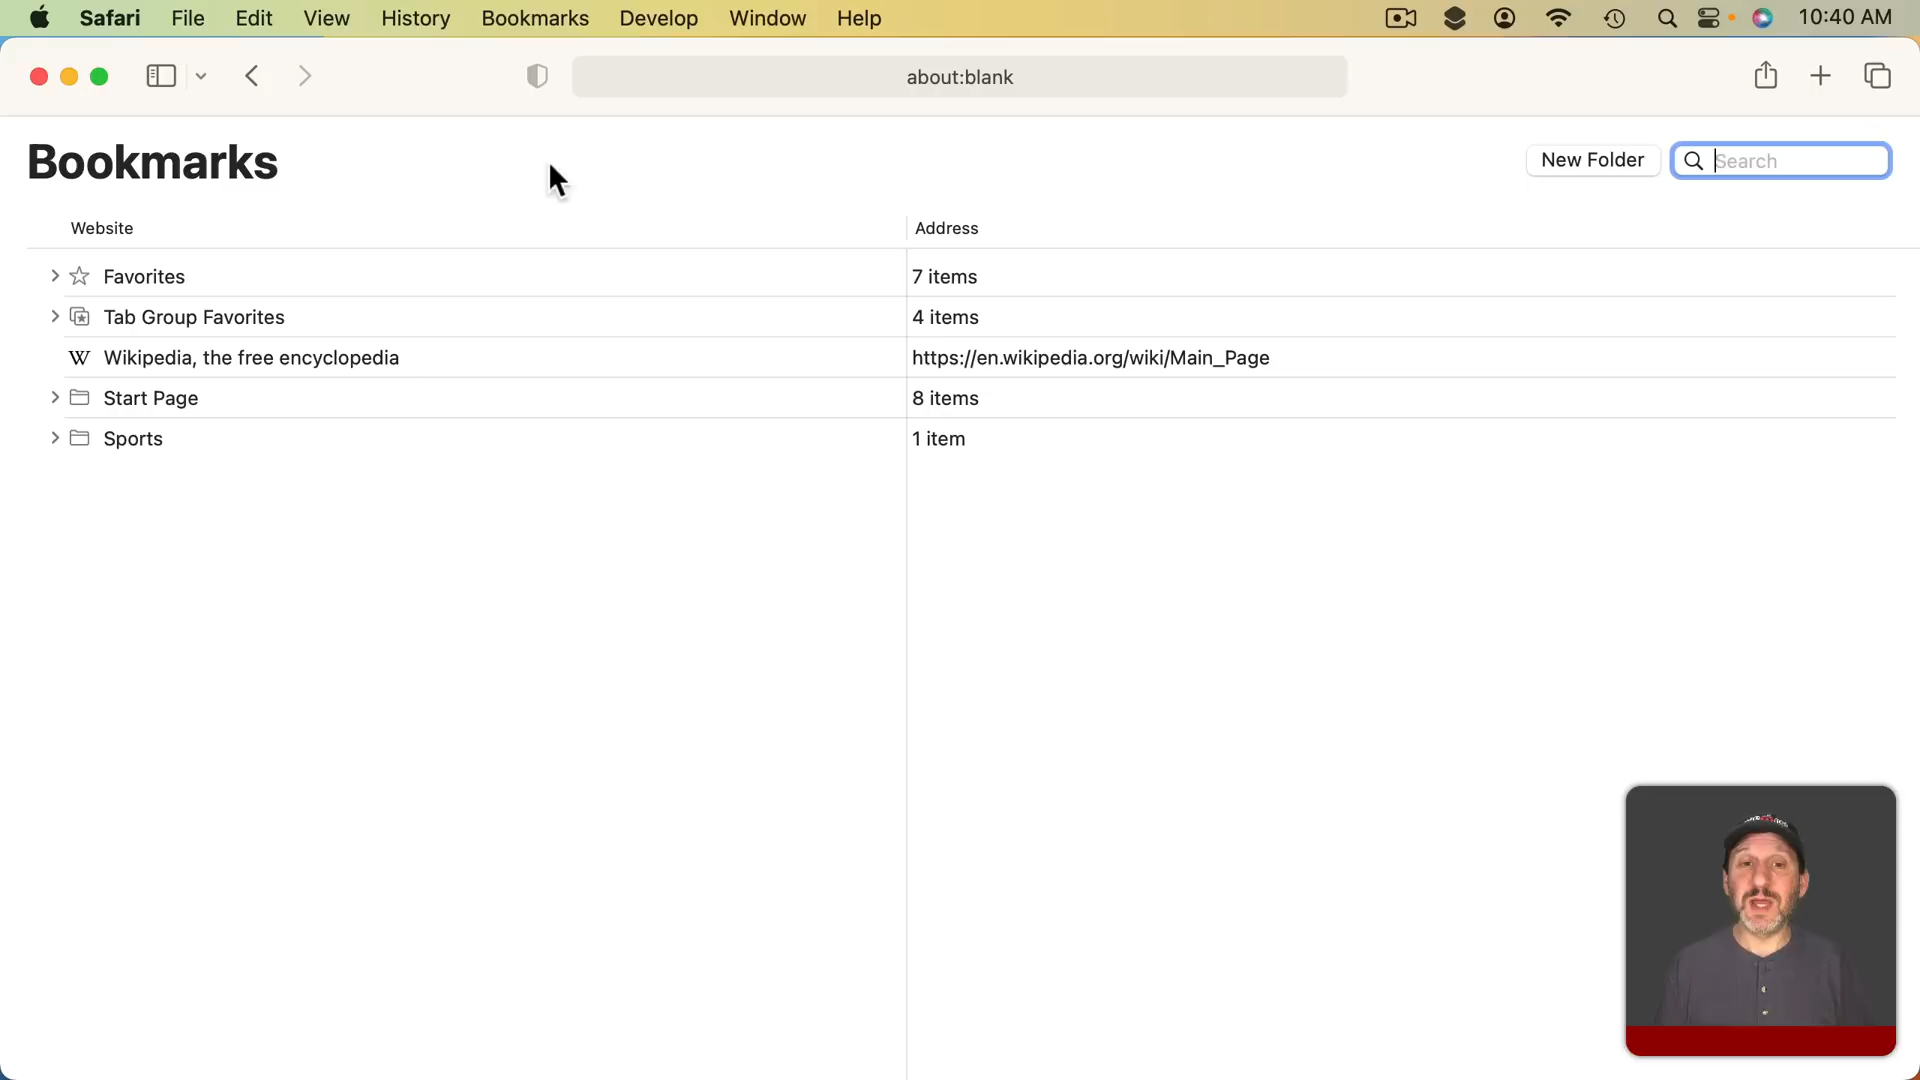 Safari File Edit View History Bookmarks Develop Window Help 10:40 AM
about:blank
Bookmarks
New Folder
Search
Website Address
Favorites 7 items
Tab Group Favorites 4 items
W Wikipedia, the free encyclopedia https://en.wikipedia.org/wiki/Main_Page
Start Page 8 items
Sports 1 item